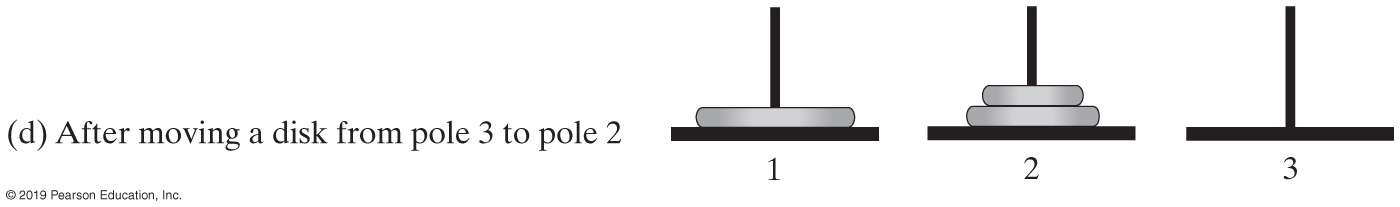 (d) After moving a disk from pole 3 to pole 2
1 2 3
© 2019 Pearson Education, Inc.